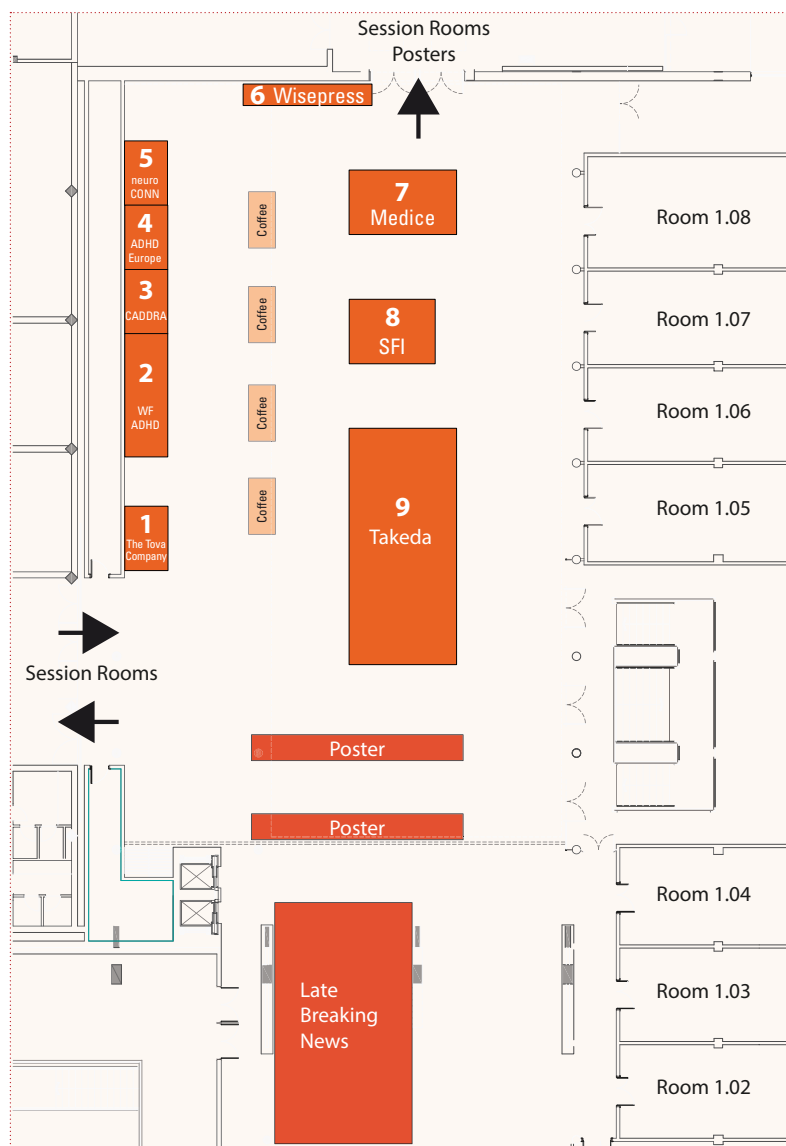 Session Rooms
Posters
6 Wisepress
5
neuro
CONN
4
ADHD
Europe
3
CADDRA
2
WF
ADHD
1
The Tova
Company
Coffee
Coffee
Coffee
Coffee
7
Medice
8
SFI
9
Takeda
Room 1.08
Room 1.07
Room 1.06
Room 1.05
Session Rooms
Poster
Poster
Late
Breaking
News
Room 1.04
Room 1.03
Room 1.02